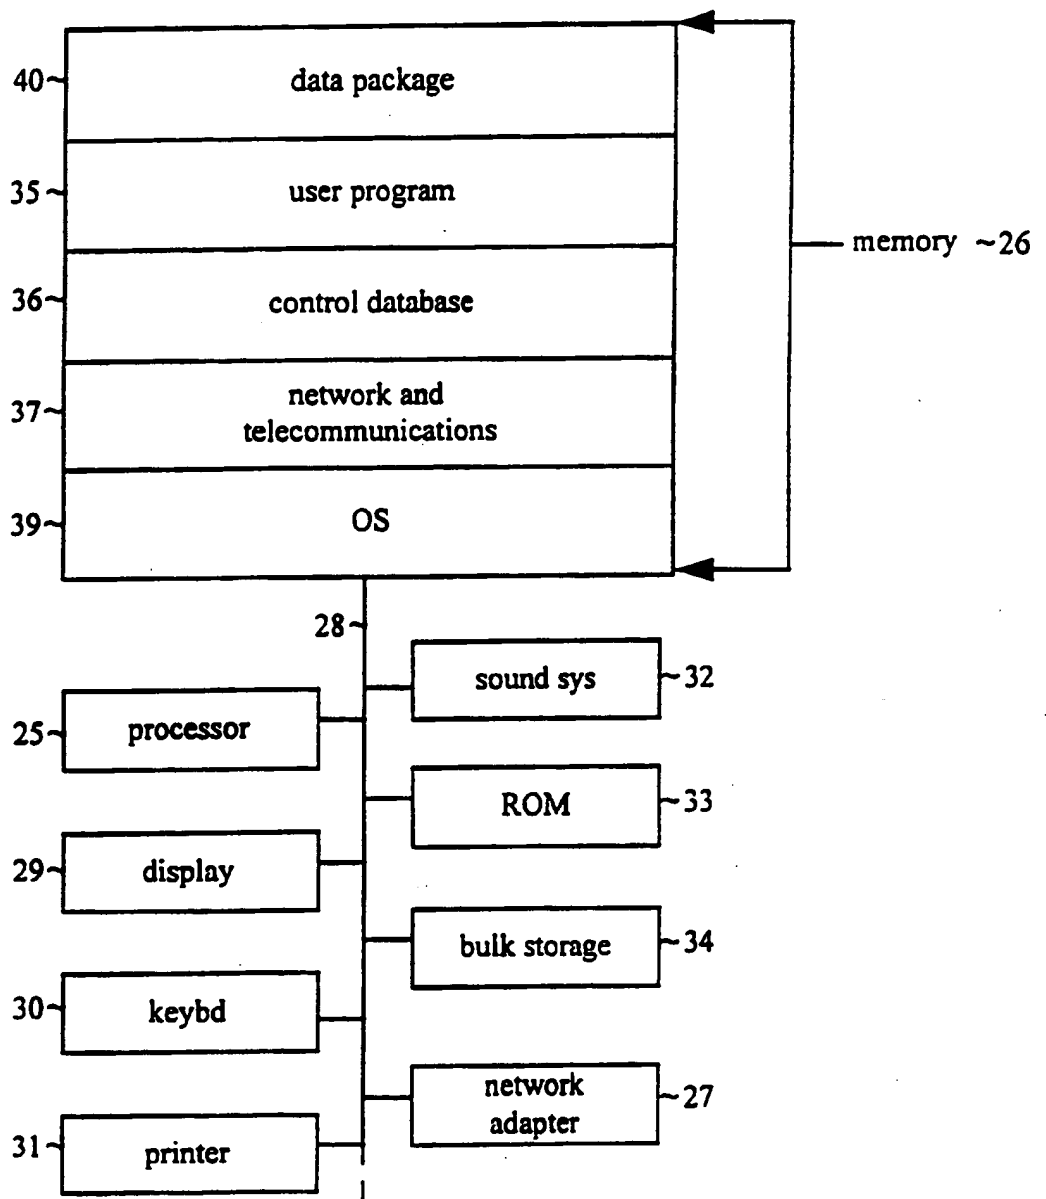 40~ data package
35~ user program
memory ~26
36~ control database
37~ network and
telecommunications
39~ OS
28~
sound sys ~32
25~ processor
ROM ~33
29~ display
bulk storage ~34
30~ keybd
network
adapter ~27
31~ printer